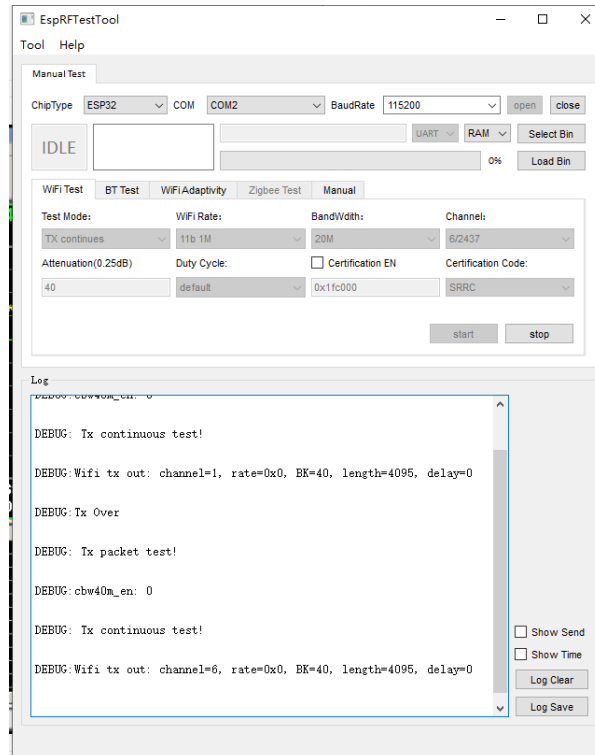 EspRFTestTool
Tool Help
Manual Test
ChipType ESP32 COM COM2 BaudRate 115200 open close
IDLE UART RAM Select Bin
0% Load Bin
WiFi Test BT Test WiFi Adaptivity Zigbee Test Manual
Test Mode: WiFi Rate: BandWdith: Channel:
TX continues 11b 1M 20M 6/2437
Attenuation(0.25dB) Duty Cycle: Certification EN Certification Code:
40 default 0x1fc000 SRRC
start stop
Log
DEBUG:cbw40m_en: 0
DEBUG: Tx continuous test!
DEBUG:Wifi tx out: channel=1, rate=0x0, BK=40, length=4095, delay=0
DEBUG:Tx Over
DEBUG: Tx packet test!
DEBUG:cbw40m_en: 0
DEBUG: Tx continuous test!
DEBUG:Wifi tx out: channel=6, rate=0x0, BK=40, length=4095, delay=0
Show Send
Show Time
Log Clear
Log Save